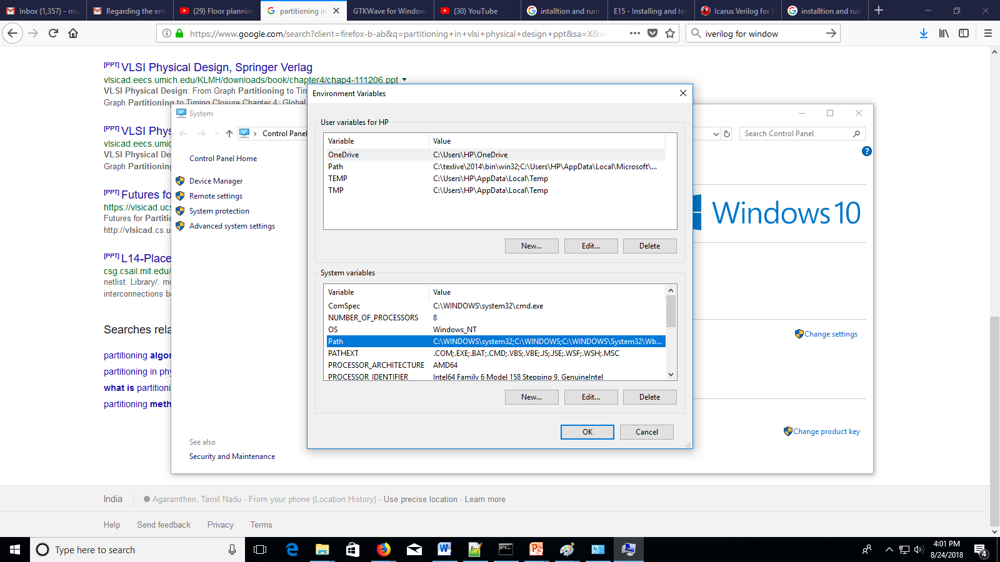 Inbox (1,357) - mu
Regarding the erro
(29) Floor planning
partitioning in
GTKWave for Window
(30) YouTube
intalltion and runn
E15 - Installing and tes
Icarus Verilog for
installtion and ruin
https://www.google.com/search?client=firefox-b-ab&q=partitioning+in+vlsi+physical+design+ppt&sa=X&ve
iverilog for window
[PPT] VLSI Physical Design, Springer Verlag
vlsicad.eecs.umich.edu/KLMH/downloads/book/chapter4/chap4-111206.ppt
VLSI Physical Design: From Graph Partitioning to Tim
Graph Partitioning to Timing Closure Chapter 4: Global
[PPT] VLSI Phys
vlsicad.eecs.umic
VLSI Physical De
Graph Partitioning
[PPT] Futures fo
https://vlsicad.ucs
Futures for Partitio
http://vlsicad.cs.u
[PPT] L14-Place
csg.csail.mit.edu/
netlist. Library/. mo
interconnections be
Searches rela
partitioning algor
partitioning in phy
what is partitioni
partitioning meth
System
Control Panel
Search Control Panel
Control Panel Home
Device Manager
Remote settings
System protection
Advanced system settings
See also
Security and Maintenance
Windows 10
Change settings
Change product key
Environment Variables
User variables for HP
Variable Value
OneDrive C:\Users\HP\OneDrive
Path C:\texlive\2014\bin\win32;C:\Users\HP\AppData\Local\Microsoft\...
TEMP C:\Users\HP\AppData\Local\Temp
TMP C:\Users\HP\AppData\Local\Temp
New... Edit... Delete
System variables
Variable Value
ComSpec C:\WINDOWS\system32\cmd.exe
NUMBER_OF_PROCESSORS 8
OS Windows_NT
Path C:\WINDOWS\system32;C:\WINDOWS;C:\WINDOWS\System32\Wb...
PATHEXT .COM;.EXE;.BAT;.CMD;.VBS;.VBE;.JS;.JSE;.WSF;.WSH;.MSC
PROCESSOR_ARCHITECTURE AMD64
PROCESSOR_IDENTIFIER Intel64 Family 6 Model 158 Stepping 9, GenuineIntel
New... Edit... Delete
OK Cancel
India Agaramthen, Tamil Nadu - From your phone (Location History) - Use precise location - Learn more
Help Send feedback Privacy Terms
Type here to search
4:01 PM
8/24/2018
4